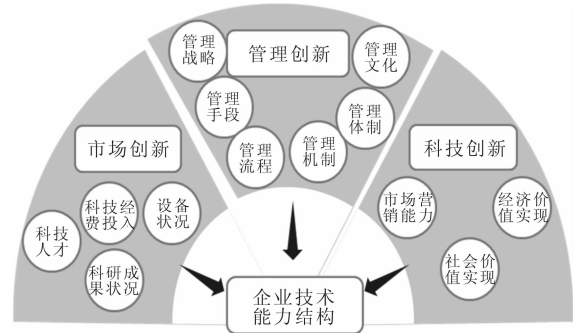 管理
战略
管理创新
管理
文化
管理
手段
管理
体制
管理
流程
管理
机制
市场创新
科技经
费投入
设备
状况
科技
人才
科研成
果状况
科技创新
市场营
销能力
经济价
值实现
社会价
值实现
企业技术
能力结构